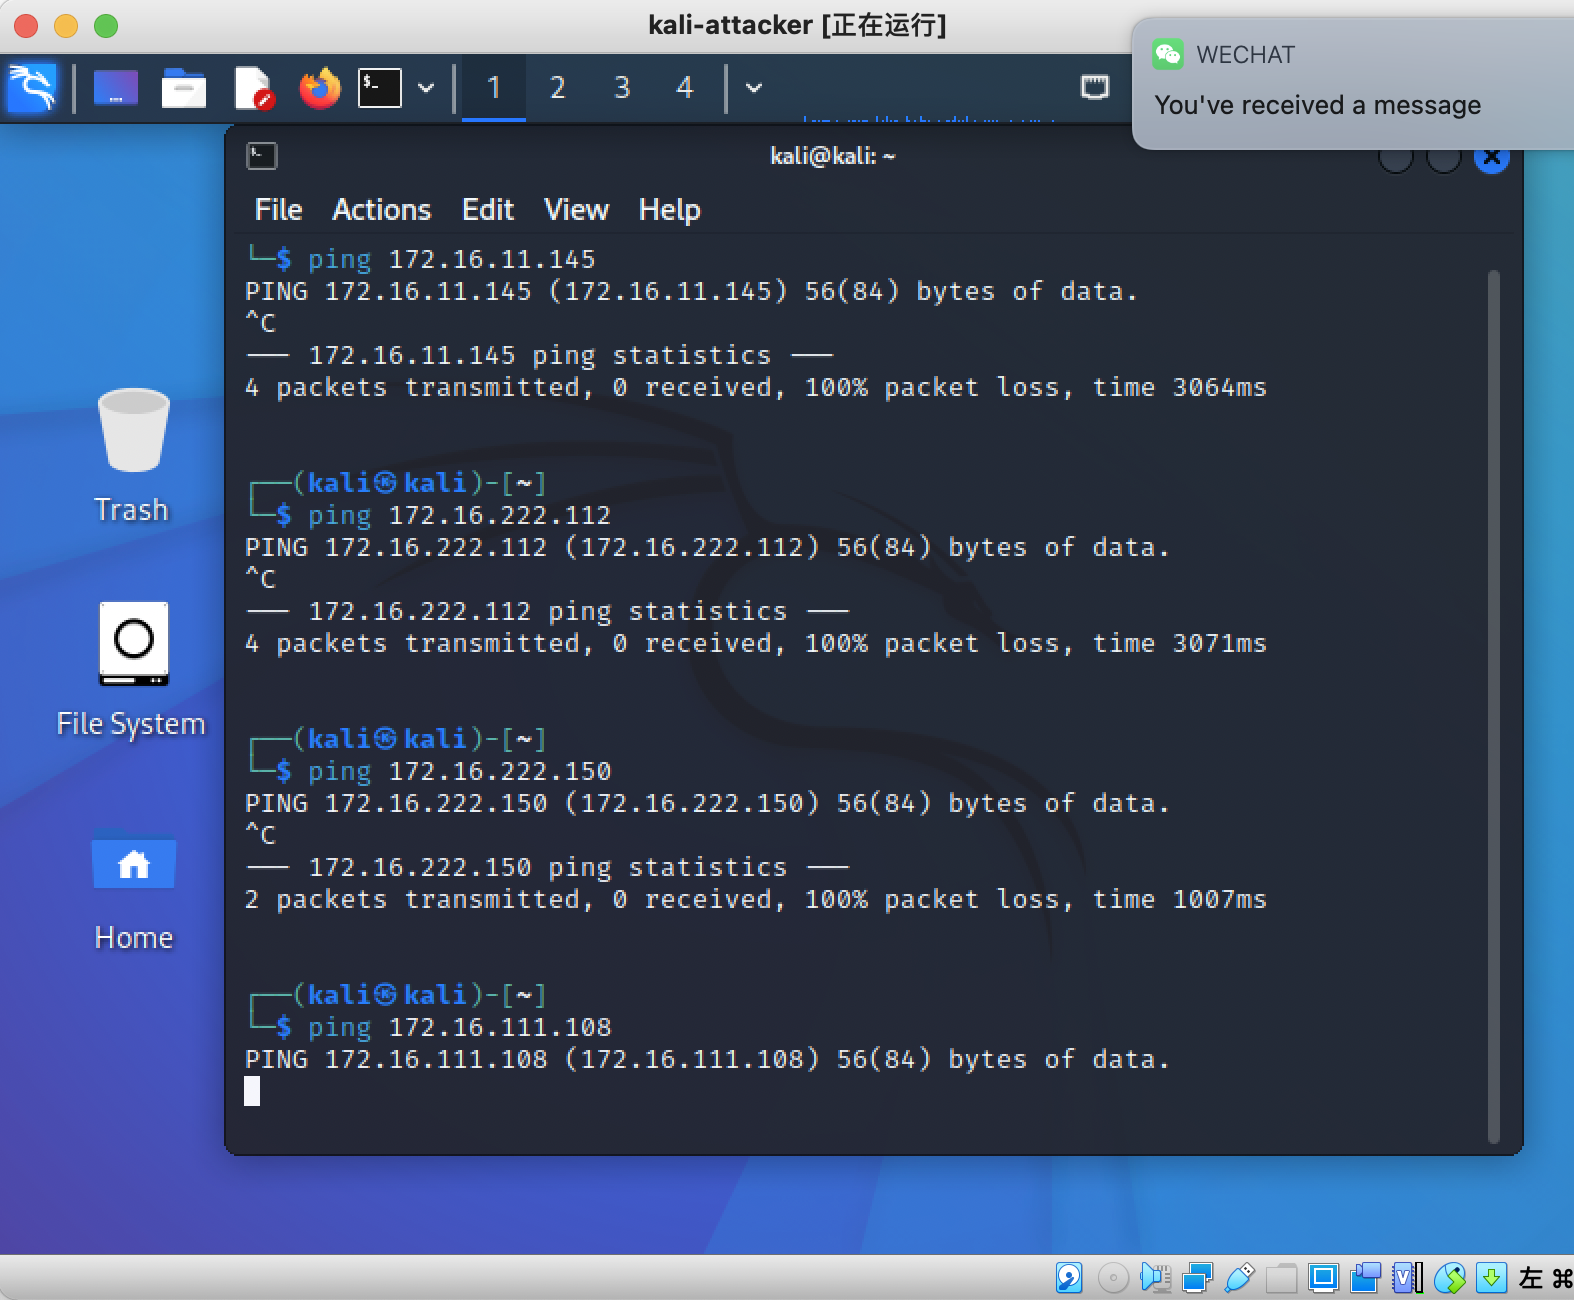 kali-attacker [正在运行]
WECHAT
You've received a message
1 2 3 4
kali@kali: ~
File Actions Edit View Help
└─$ ping 172.16.11.145
PING 172.16.11.145 (172.16.11.145) 56(84) bytes of data.
^C
─── 172.16.11.145 ping statistics ───
4 packets transmitted, 0 received, 100% packet loss, time 3064ms
┌──(kali㉿kali)-[~]
└─$ ping 172.16.222.112
PING 172.16.222.112 (172.16.222.112) 56(84) bytes of data.
^C
─── 172.16.222.112 ping statistics ───
4 packets transmitted, 0 received, 100% packet loss, time 3071ms
┌──(kali㉿kali)-[~]
└─$ ping 172.16.222.150
PING 172.16.222.150 (172.16.222.150) 56(84) bytes of data.
^C
─── 172.16.222.150 ping statistics ───
2 packets transmitted, 0 received, 100% packet loss, time 1007ms
┌──(kali㉿kali)-[~]
└─$ ping 172.16.111.108
PING 172.16.111.108 (172.16.111.108) 56(84) bytes of data.
Trash
File System
Home
左 ⌘